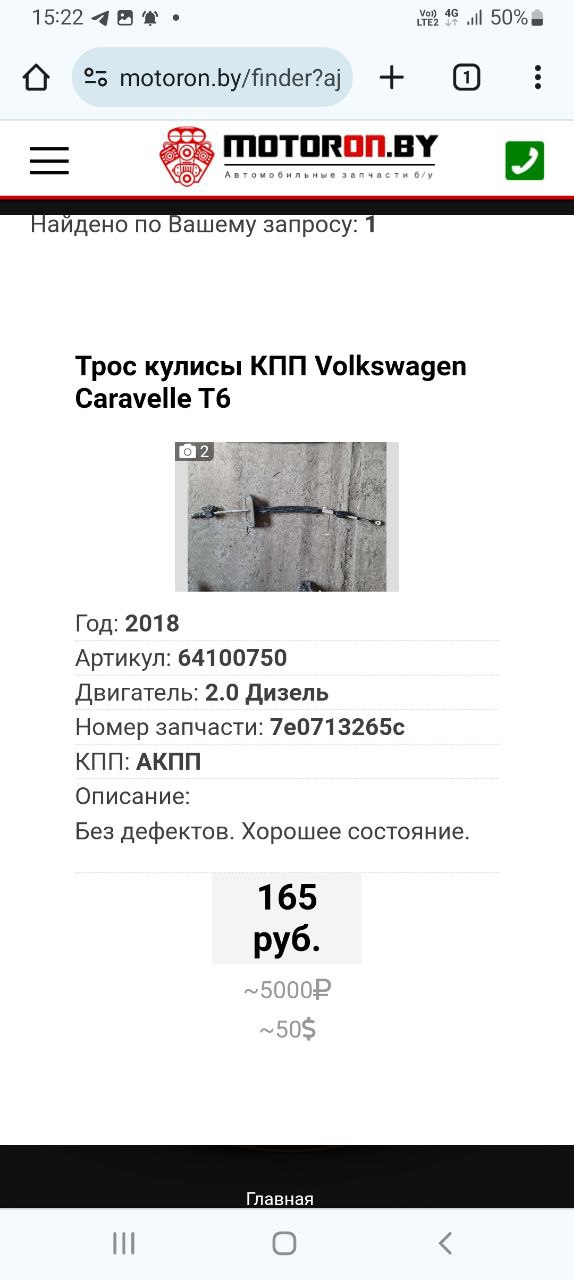 15:22
Vo)) 4G
LTE2
50%
motoron.by/finder?aj
1
MOTORON.BY
Автомобильные запчасти б/у
Найдено по Вашему запросу: 1
Трос кулисы КПП Volkswagen
Caravelle T6
2
Год: 2018
Артикул: 64100750
Двигатель: 2.0 Дизель
Номер запчасти: 7e0713265c
КПП: АКПП
Описание:
Без дефектов. Хорошее состояние.
165
руб.
~5000₽
~50$
Главная